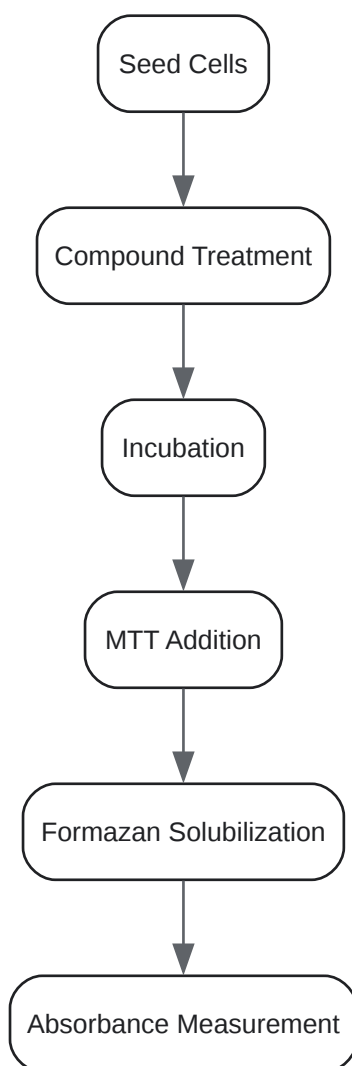 Seed Cells
Compound Treatment
Incubation
MTT Addition
Formazan Solubilization
Absorbance Measurement